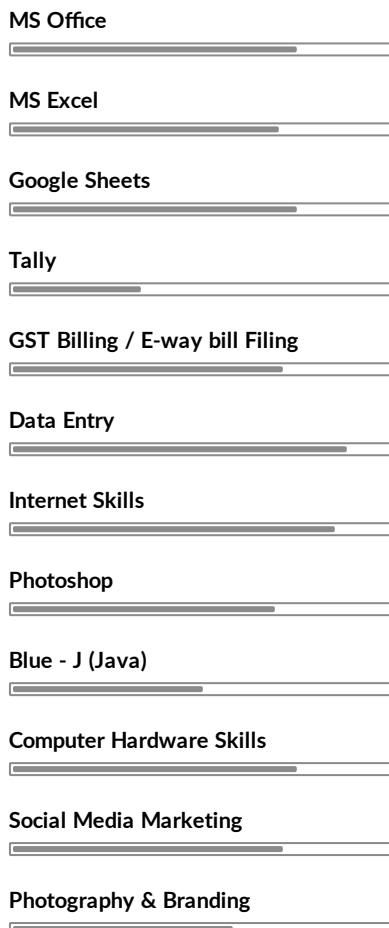 MS Office
MS Excel
Google Sheets
Tally
GST Billing / E-way bill Filing
Data Entry
Internet Skills
Photoshop
Blue - J (Java)
Computer Hardware Skills
Social Media Marketing
Photography & Branding